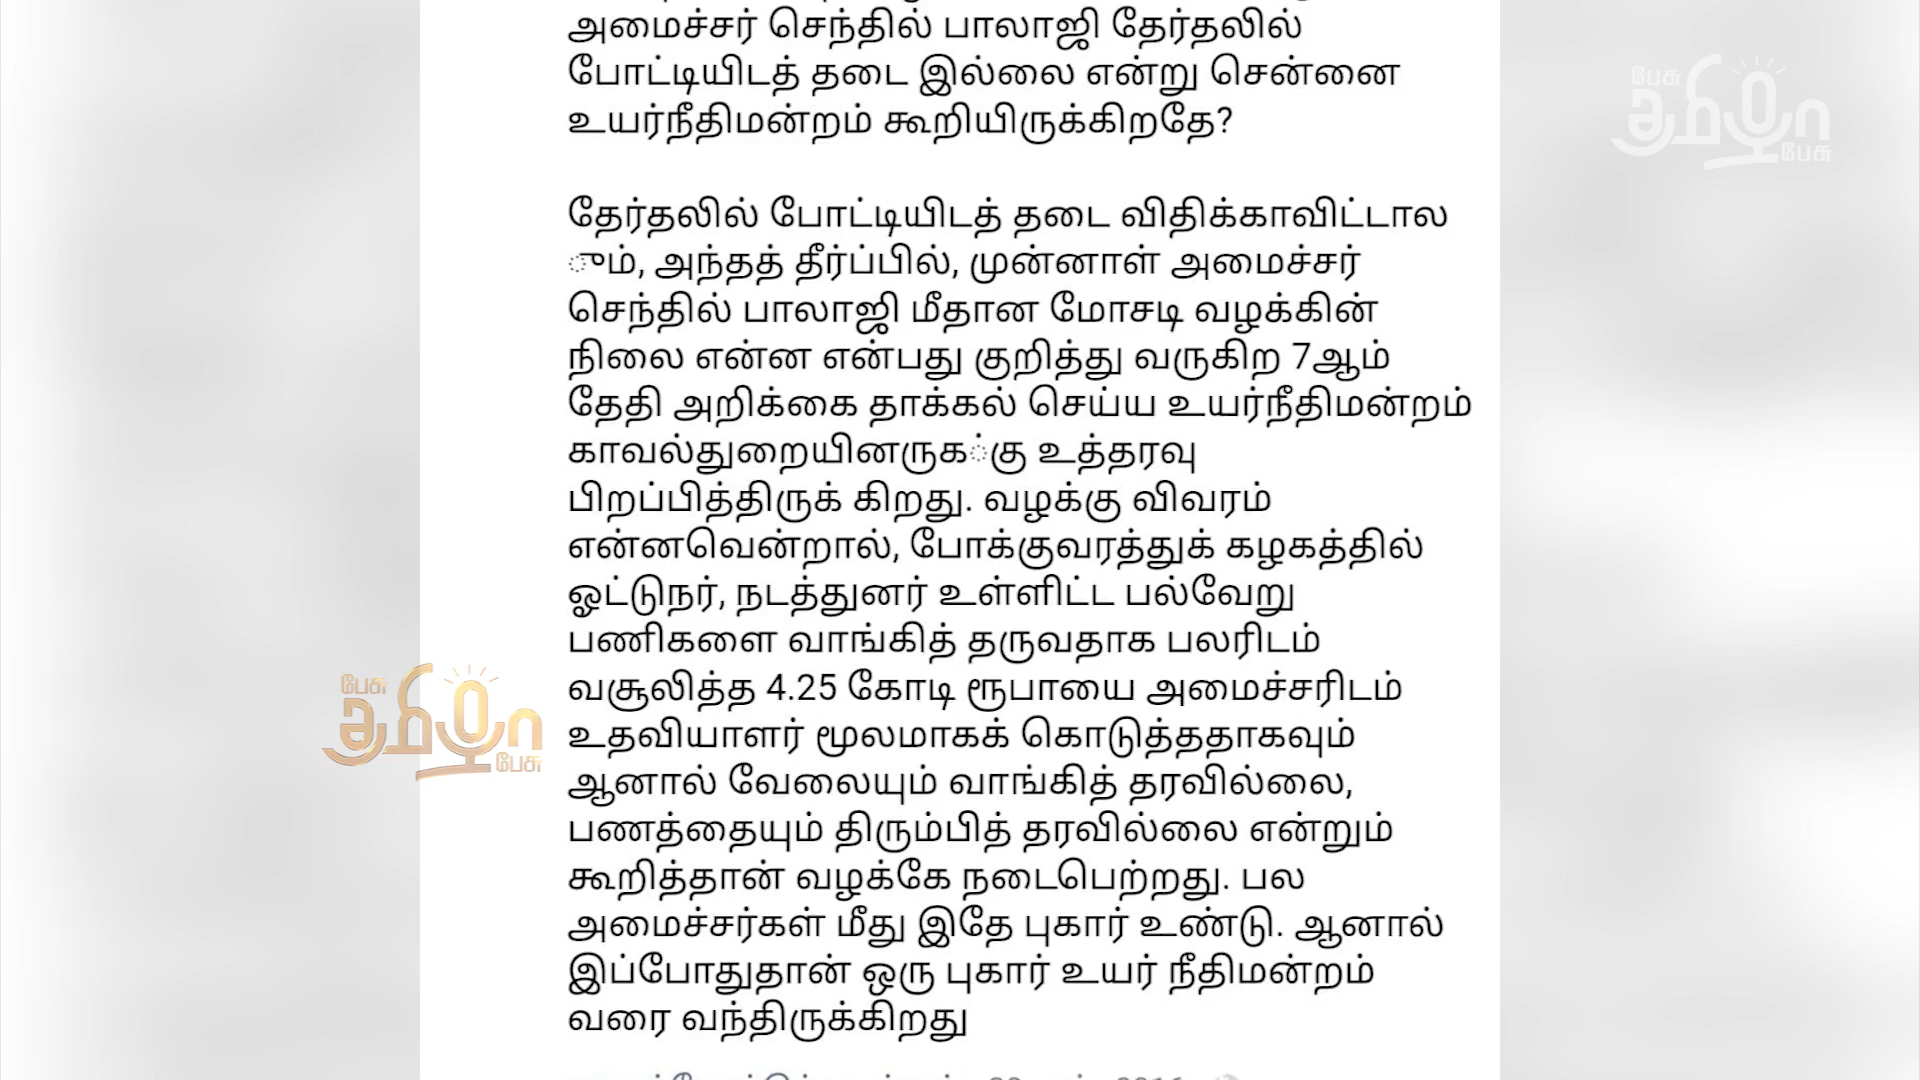 அமைச்சர் செந்தில் பாலாஜி தேர்தலில்
போட்டியிடத் தடை இல்லை என்று சென்னை
உயர்நீதிமன்றம் கூறியிருக்கிறதே?
தேர்தலில் போட்டியிடத் தடை விதிக்காவிட்டால
ும், அந்தத் தீர்ப்பில், முன்னாள் அமைச்சர்
செந்தில் பாலாஜி மீதான மோசடி வழக்கின்
நிலை என்ன என்பது குறித்து வருகிற 7ஆம்
தேதி அறிக்கை தாக்கல் செய்ய உயர்நீதிமன்றம்
காவல்துறையினருக◌்கு உத்தரவு
பிறப்பித்திருக் கிறது. வழக்கு விவரம்
என்னவென்றால், போக்குவரத்துக் கழகத்தில்
ஓட்டுநர், நடத்துனர் உள்ளிட்ட பல்வேறு
பணிகளை வாங்கித் தருவதாக பலரிடம்
வசூலித்த 4.25 கோடி ரூபாயை அமைச்சரிடம்
உதவியாளர் மூலமாகக் கொடுத்ததாகவும்
ஆனால் வேலையும் வாங்கித் தரவில்லை,
பணத்தையும் திரும்பித் தரவில்லை என்றும்
கூறித்தான் வழக்கே நடைபெற்றது. பல
அமைச்சர்கள் மீது இதே புகார் உண்டு. ஆனால்
இப்போதுதான் ஒரு புகார் உயர் நீதிமன்றம்
வரை வந்திருக்கிறது
பேசு
தமிழா
பேசு
பேசு
தமிழா
பேசு